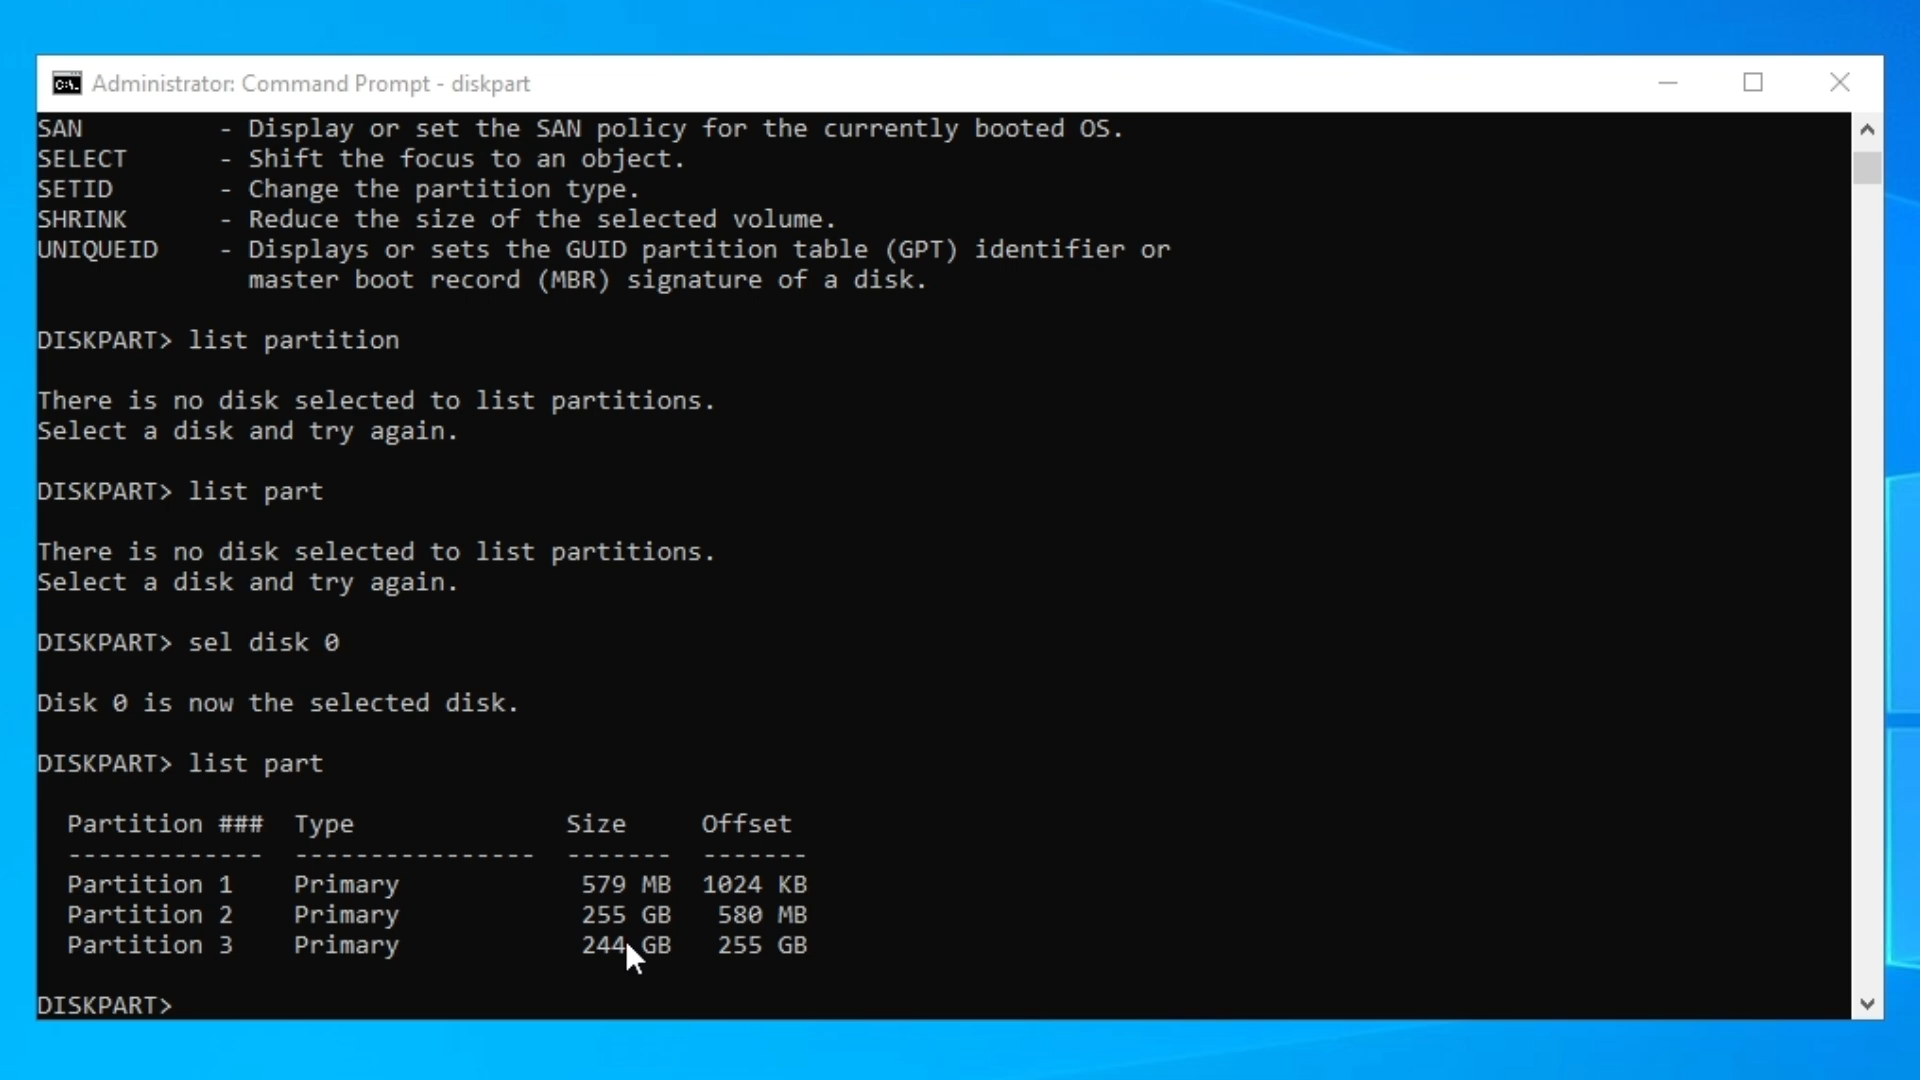 Administrator: Command Prompt - diskpart
SAN         - Display or set the SAN policy for the currently booted OS.
SELECT      - Shift the focus to an object.
SETID       - Change the partition type.
SHRINK      - Reduce the size of the selected volume.
UNIQUEID    - Displays or sets the GUID partition table (GPT) identifier or
              master boot record (MBR) signature of a disk.
DISKPART> list partition
There is no disk selected to list partitions.
Select a disk and try again.
DISKPART> list part
There is no disk selected to list partitions.
Select a disk and try again.
DISKPART> sel disk 0
Disk 0 is now the selected disk.
DISKPART> list part
  Partition ###  Type              Size     Offset
  -------------  ----------------  -------  -------
  Partition 1    Primary            579 MB  1024 KB
  Partition 2    Primary            255 GB   580 MB
  Partition 3    Primary            244 GB   255 GB
DISKPART>